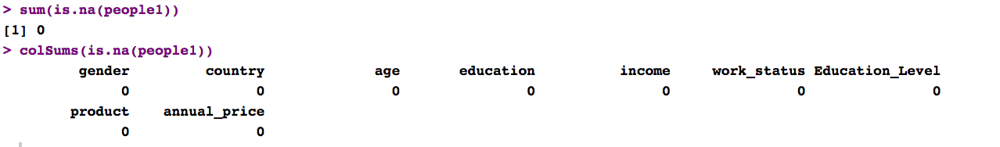 > sum(is.na(people1))
[1] 0
> colSums(is.na(people1))
gender country age education income work_status Education_Level
0 0 0 0 0 0 0
product annual_price
0 0